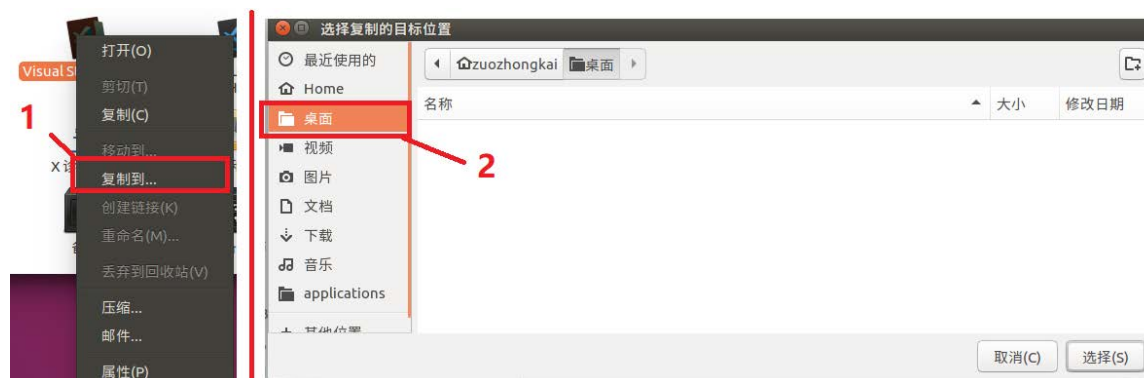 打开(O)
Visual S
剪切(T)
1
复制(C)
移动到...
X
复制到...
创建链接(K)
重命名(M)...
丢弃到回收站(V)
压缩...
邮件...
属性(P)
选择复制的目标位置
最近使用的
zuozhongkai 桌面
Home
名称 大小 修改日期
桌面
2
视频
图片
文档
下载
音乐
applications
其他位置
取消(C) 选择(S)